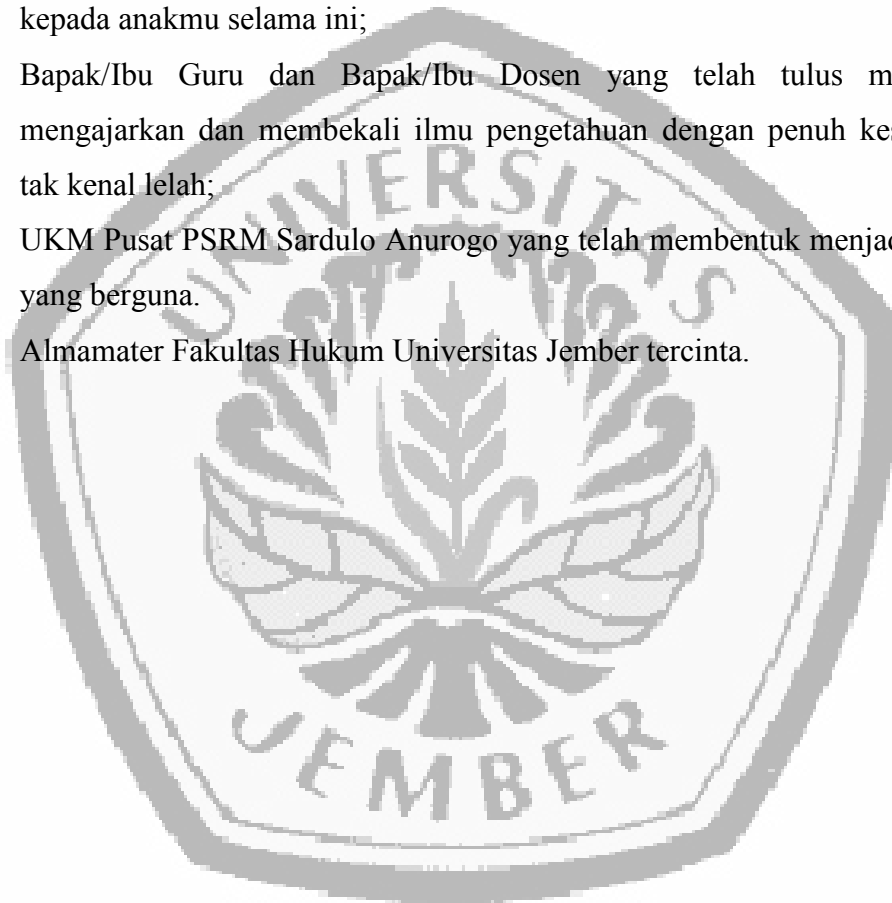 kepada anakmu selama ini;
Bapak/Ibu Guru dan Bapak/Ibu Dosen yang telah tulus m
mengajarkan dan membekali ilmu pengetahuan dengan penuh kes
tak kenal lelah;
UKM Pusat PSRM Sardulo Anurogo yang telah membentuk menjad
yang berguna.
Almamater Fakultas Hukum Universitas Jember tercinta.
UNIVERSITAS
JEMBER